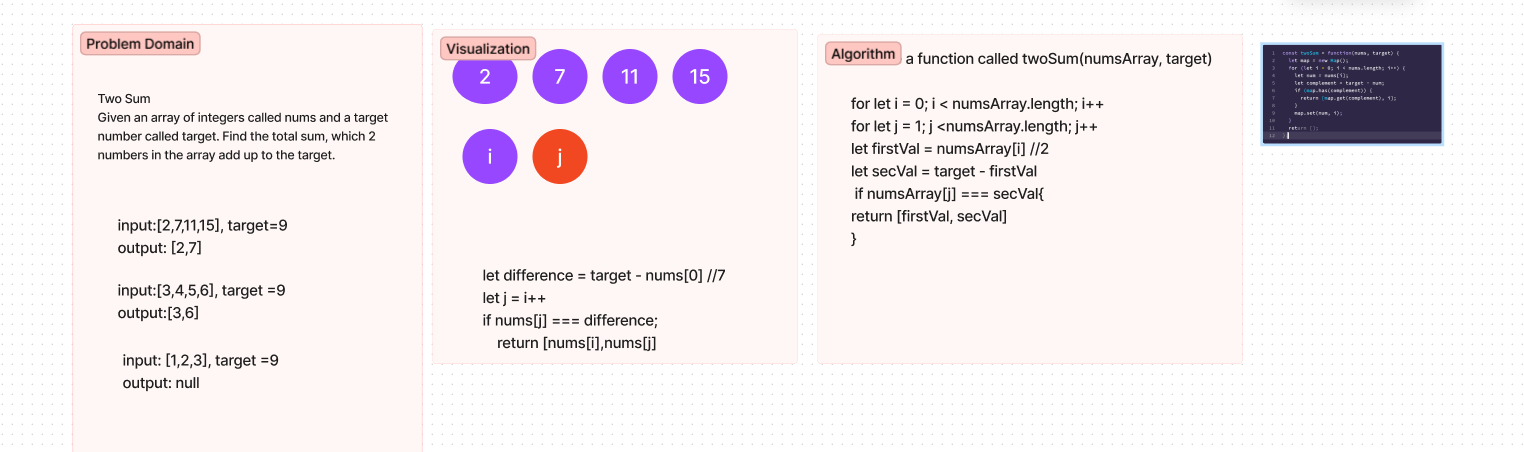 Problem Domain
Two Sum
Given an array of integers called nums and a target
number called target. Find the total sum, which 2
numbers in the array add up to the target.
input:[2,7,11,15], target=9
output: [2,7]
input:[3,4,5,6], target =9
output:[3,6]
input: [1,2,3], target =9
output: null
Visualization
2 7 11 15
i j
let difference = target - nums[0] //7
let j = i++
if nums[j] === difference;
return [nums[i],nums[j]
Algorithm a function called twoSum(numsArray, target)
for let i = 0; i < numsArray.length; i++
for let j = 1; j <numsArray.length; j++
let firstVal = numsArray[i] //2
let secVal = target - firstVal
if numsArray[j] === secVal{
return [firstVal, secVal]
}
1 const twoSum = function(nums, target) {
2 let map = new Map();
3 for (let i = 0; i < nums.length; i++) {
4 let num = nums[i];
5 let complement = target - num;
6 if (map.has(complement)) {
7 return [map.get(complement), i];
8 }
9 map.set(num, i);
10 }
11 return [];
12 }